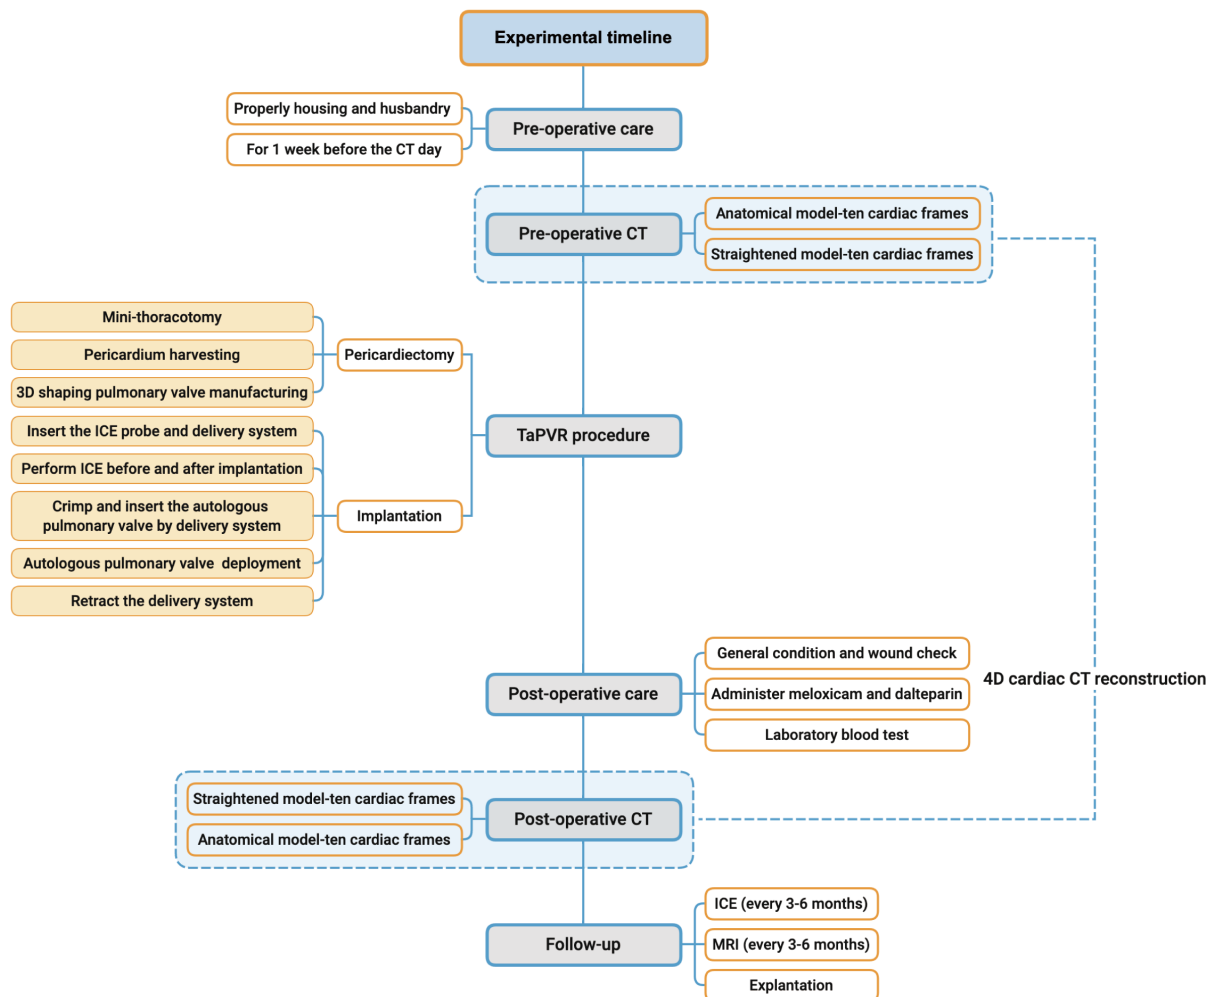 Experimental timeline
Properly housing and husbandry
For 1 week before the CT day
Pre-operative care
Pre-operative CT
Anatomical model-ten cardiac frames
Straightened model-ten cardiac frames
Mini-thoracotomy
Pericardium harvesting
3D shaping pulmonary valve manufacturing
Pericardiectomy
Insert the ICE probe and delivery system
Perform ICE before and after implantation
Crimp and insert the autologous
pulmonary valve by delivery system
Autologous pulmonary valve deployment
Retract the delivery system
Implantation
TaPVR procedure
Post-operative care
General condition and wound check
Administer meloxicam and dalteparin
Laboratory blood test
4D cardiac CT reconstruction
Straightened model-ten cardiac frames
Anatomical model-ten cardiac frames
Post-operative CT
Follow-up
ICE (every 3-6 months)
MRI (every 3-6 months)
Explantation